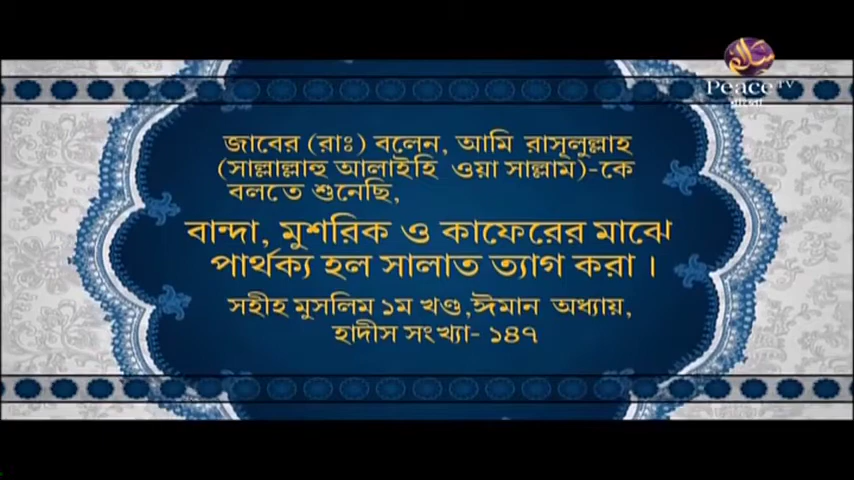 سلام
Peace TV
বাংলা
জাবের (রাঃ) বলেন, আমি রাসূলুল্লাহ
(সাল্লাল্লাহু আলাইহি ওয়া সাল্লাম)-কে
বলতে শুনেছি,
বান্দা, মুশরিক ও কাফেরের মাঝে
পার্থক্য হল সালাত ত্যাগ করা ।
সহীহ মুসলিম ১ম খণ্ড,ঈমান অধ্যায়,
হাদীস সংখ্যা- ১৪৭